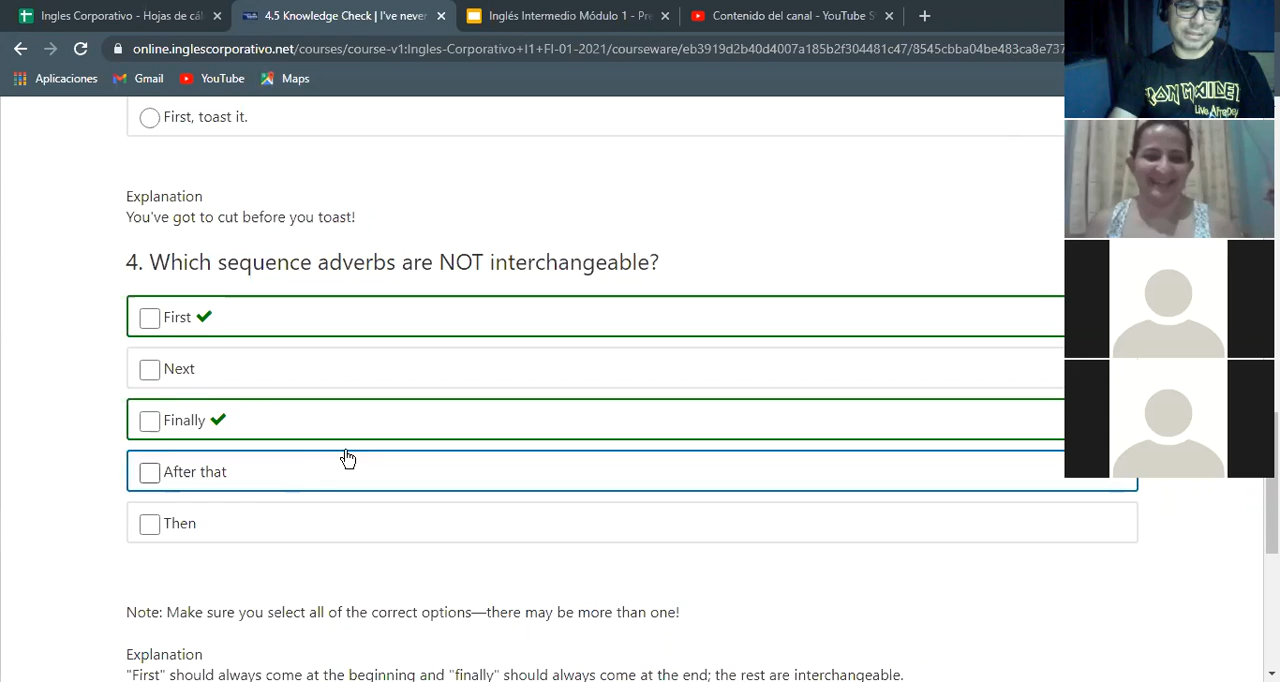 Ingles Corporativo - Hojas de cál
4.5 Knowledge Check | I've never
Inglés Intermedio Módulo 1 - Pre
Contenido del canal - YouTube S
online.inglescorporativo.net/courses/course-v1:Ingles-Corporativo+I1+FI-01-2021/courseware/eb3919d2b40d4007a185b2f304481c47/8545cbba04be483ca8e737
Aplicaciones
Gmail
YouTube
Maps
IRON MAIDEN
First, toast it.
Explanation
You've got to cut before you toast!
4. Which sequence adverbs are NOT interchangeable?
First
Next
Finally
After that
Then
Note: Make sure you select all of the correct options—there may be more than one!
Explanation
"First" should always come at the beginning and "finally" should always come at the end; the rest are interchangeable.